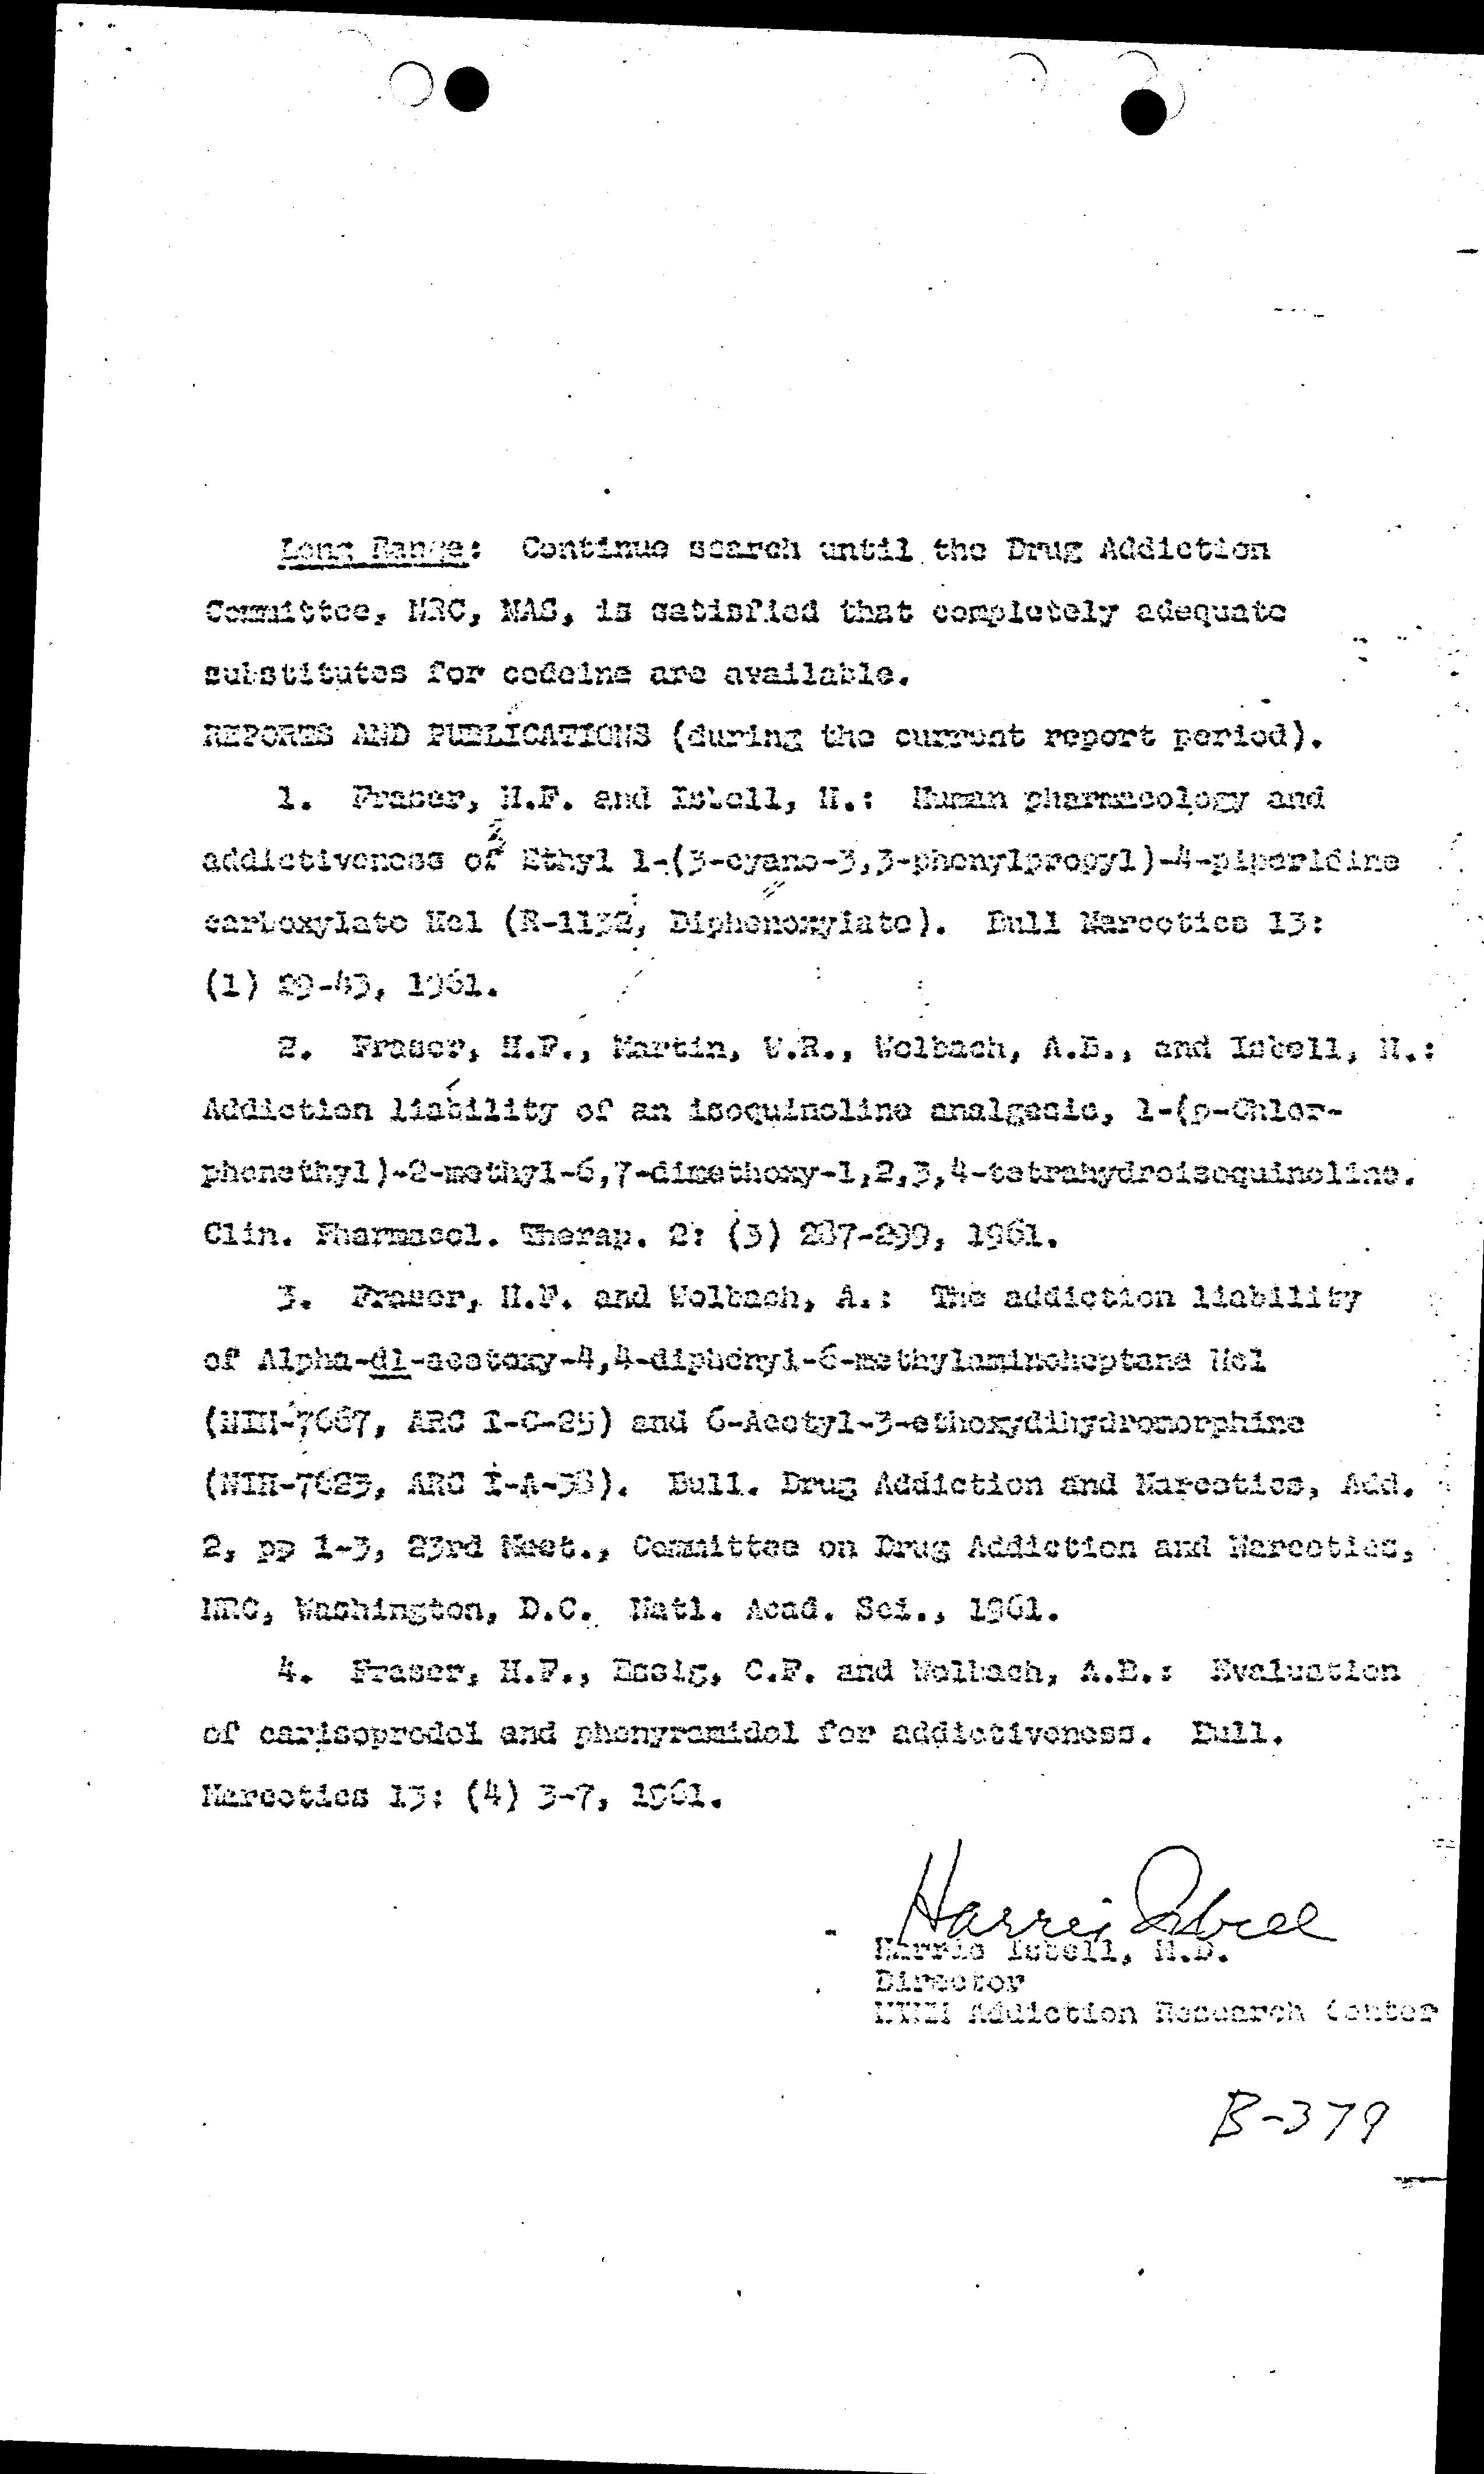 Long Range: Continue search until the Drug Addiction
Committee, NRC, NAS, is satisfied that completely adequate
substitutes for codeine are available.
REPORTS AND PUBLICATIONS (during the current report period).
1. Fraser, H.F. and Isbell, H.: Human pharmacology and
addictiveness of Ethyl 1-(3-cyano-3,3-phenylpropyl)-4-piperidine
carboxylate Hcl (R-1132, Diphenoxylate). Bull Narcotics 13:
(1) 29-43, 1961.
2. Fraser, H.F., Martin, W.R., Wolbach, A.B., and Isbell, H.:
Addiction liability of an isoquinoline analgesic, 1-(p-Chlor-
phenethyl)-2-methyl-6,7-dimethoxy-1,2,3,4-tetrahydroisoquinoline.
Clin. Pharmacol. Therap. 2: (3) 287-299, 1961.
3. Fraser, H.F. and Wolbach, A.: The addiction liability
of Alpha-dl-acetoxy-4,4-diphenyl-6-methylaminoheptane Hcl
(NIH-7667, ARC I-C-25) and 6-Acetyl-3-ethoxydihydromorphine
(NIH-7623, ARC I-A-38). Bull. Drug Addiction and Narcotics, Add.
2, pp 1-3, 23rd Meet., Committee on Drug Addiction and Narcotics,
NRC, Washington, D.C. Natl. Acad. Sci., 1961.
4. Fraser, H.F., Essig, C.F. and Wolbach, A.B.: Evaluation
of carisoprodol and phenyramidol for addictiveness. Bull.
Narcotics 13: (4) 3-7, 1961.
Harris Isbell
Harris Isbell, M.D.
Director
NIMH Addiction Research Center
B-379